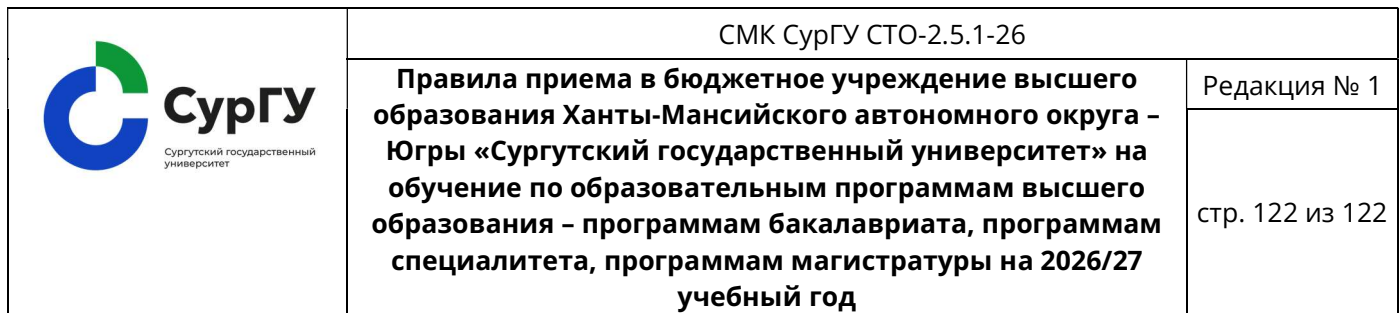 СурГУ
Сургутский государственный
университет
СМК СурГУ СТО-2.5.1-26
Правила приема в бюджетное учреждение высшего
образования Ханты-Мансийского автономного округа –
Югры «Сургутский государственный университет» на
обучение по образовательным программам высшего
образования – программам бакалавриата, программам
специалитета, программам магистратуры на 2026/27
учебный год
Редакция № 1
стр. 122 из 122